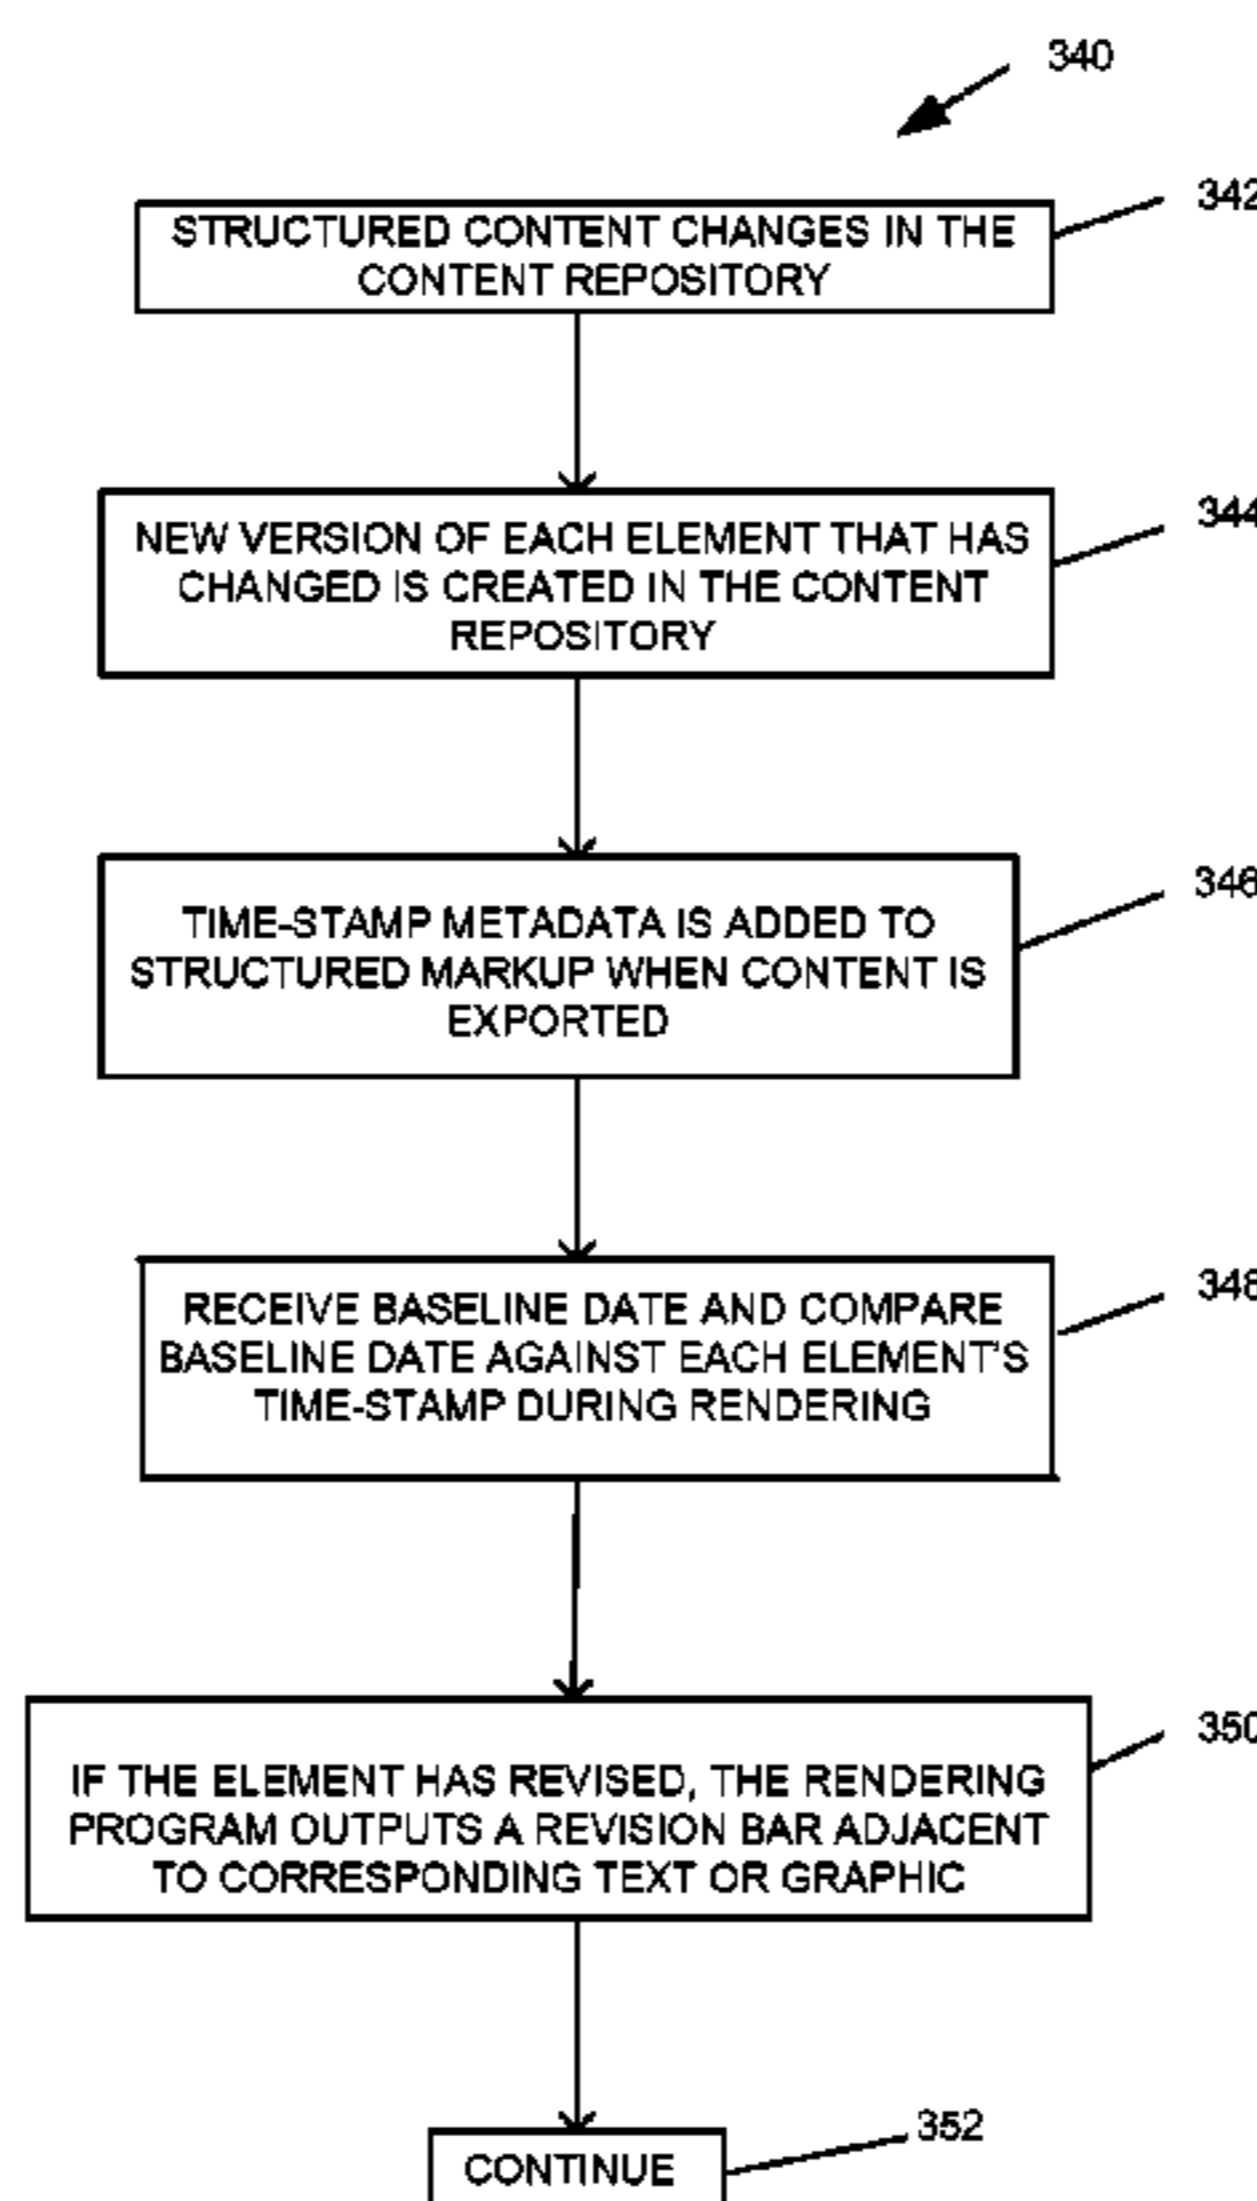 340
342
STRUCTURED CONTENT CHANGES IN THE
CONTENT REPOSITORY
344
NEW VERSION OF EACH ELEMENT THAT HAS
CHANGED IS CREATED IN THE CONTENT
REPOSITORY
346
TIME-STAMP METADATA IS ADDED TO
STRUCTURED MARKUP WHEN CONTENT IS
EXPORTED
348
RECEIVE BASELINE DATE AND COMPARE
BASELINE DATE AGAINST EACH ELEMENT'S
TIME-STAMP DURING RENDERING
350
IF THE ELEMENT HAS REVISED, THE RENDERING
PROGRAM OUTPUTS A REVISION BAR ADJACENT
TO CORRESPONDING TEXT OR GRAPHIC
352
CONTINUE